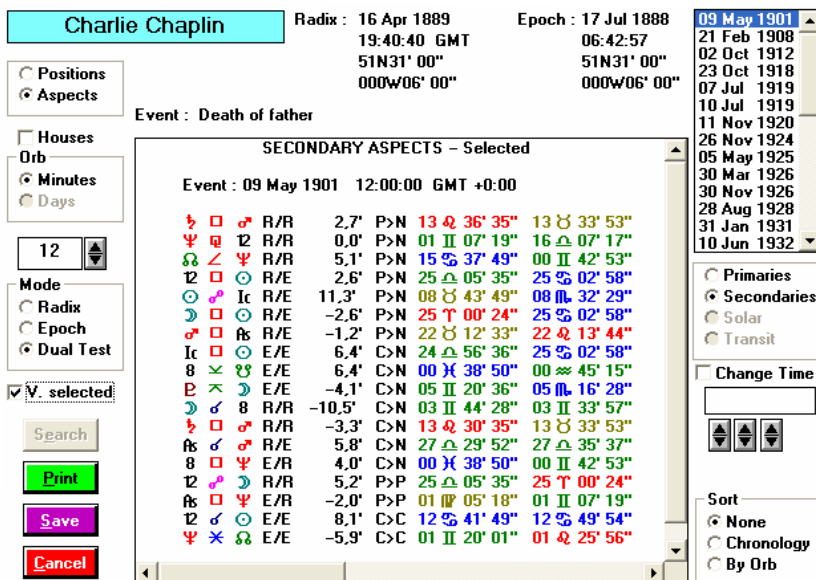 Charlie Chaplin
Radix : 16 Apr 1889
19:40:40 GMT
51N31' 00"
000W06' 00"
Epoch : 17 Jul 1888
06:42:57
51N31' 00"
000W06' 00"
Event : Death of father
Positions
Aspects
Houses
Orb
Minutes
Days
12
Mode
Radix
Epoch
Dual Test
V. selected
Search
Print
Save
Cancel
SECONDARY ASPECTS – Selected
Event : 09 May 1901 12:00:00 GMT +0:00
♄ □ ♂ R/R 2,7' P>N 13 ♌ 36' 35" 13 ♉ 33' 53"
♆ ⚼ 12 R/R 0,0' P>N 01 ♊ 07' 19" 16 ♎ 07' 17"
☊ ∠ ♆ R/R 5,1' P>N 15 ♋ 37' 49" 00 ♊ 42' 53"
12 □ ☉ R/E 2,6' P>N 25 ♎ 05' 35" 25 ♋ 02' 58"
☉ ☍ Ic R/E 11,3' P>N 08 ♉ 43' 49" 08 ♏ 32' 29"
☽ □ ☉ R/E −2,6' P>N 25 ♈ 00' 24" 25 ♋ 02' 58"
♂ □ As R/E −1,2' P>N 22 ♉ 12' 33" 22 ♌ 13' 44"
Ic □ ☉ E/E 6,4' C>N 24 ♎ 56' 36" 25 ♋ 02' 58"
8 ⚺ ☋ E/E 6,4' C>N 00 ♓ 38' 50" 00 ♒ 45' 15"
♇ ⚻ ☽ E/E −4,1' C>N 05 ♊ 20' 36" 05 ♏ 16' 28"
☽ ☌ 8 R/R −10,5' C>N 03 ♊ 44' 28" 03 ♊ 33' 57"
♄ □ ♂ R/R −3,3' C>N 13 ♌ 30' 35" 13 ♉ 33' 53"
As ☌ ♂ R/E 5,8' C>N 27 ♎ 29' 52" 27 ♎ 35' 37"
8 □ ♆ E/R 4,0' C>N 00 ♓ 38' 50" 00 ♊ 42' 53"
12 ☍ ☽ R/R 5,2' P>P 25 ♎ 05' 35" 25 ♈ 00' 24"
As □ ♆ E/R −2,0' P>P 01 ♍ 05' 18" 01 ♊ 07' 19"
12 ☌ ☉ E/E 8,1' C>C 12 ♋ 41' 49" 12 ♋ 49' 54"
♆ ⚹ ☊ E/E −5,9' C>C 01 ♊ 20' 01" 01 ♌ 25' 56"
09 May 1901
21 Feb 1908
02 Oct 1912
23 Oct 1918
07 Jul 1919
10 Jul 1919
11 Nov 1920
26 Nov 1924
05 May 1925
30 Mar 1926
30 Nov 1926
28 Aug 1928
31 Jan 1931
10 Jun 1932
Primaries
Secondaries
Solar
Transit
Change Time
Sort
None
Chronology
By Orb